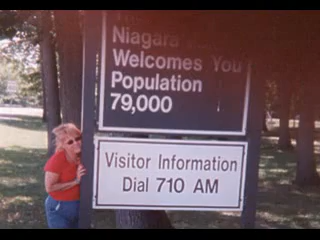 Niagara
Welcomes You
Population
79,000
Visitor Information
Dial 710 AM